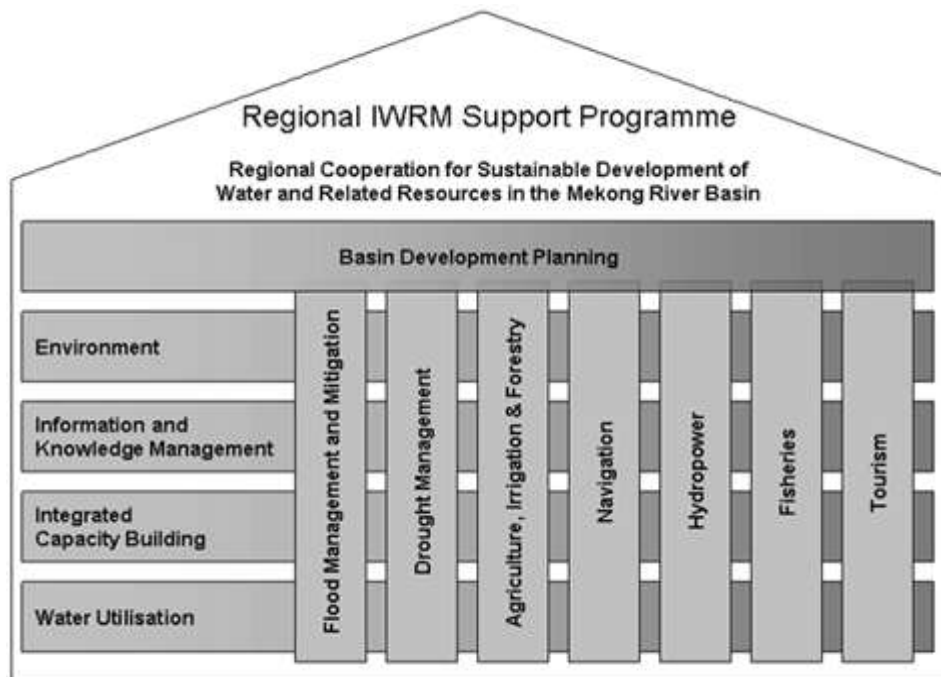 Regional IWRM Support Programme
Regional Cooperation for Sustainable Development of
Water and Related Resources in the Mekong River Basin
Basin Development Planning
Environment
Information and
Knowledge Management
Integrated
Capacity Building
Water Utilisation
Flood Management and Mitigation
Drought Management
Agriculture, Irrigation & Forestry
Navigation
Hydropower
Fisheries
Tourism